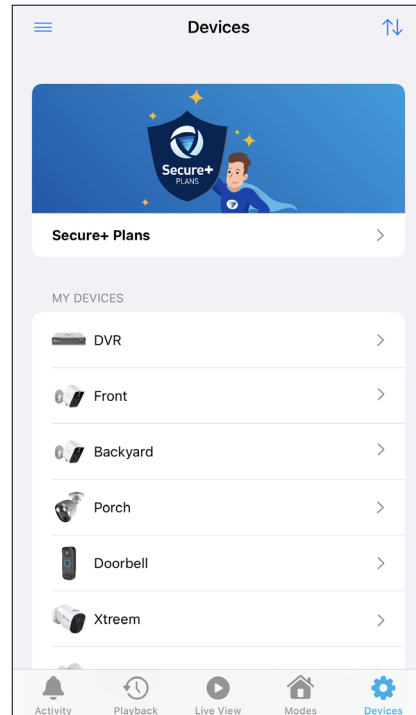 Devices
Secure+
PLANS
Secure+ Plans
MY DEVICES
DVR
Front
Backyard
Porch
Doorbell
Xtreem
Activity
Playback
Live View
Modes
Devices